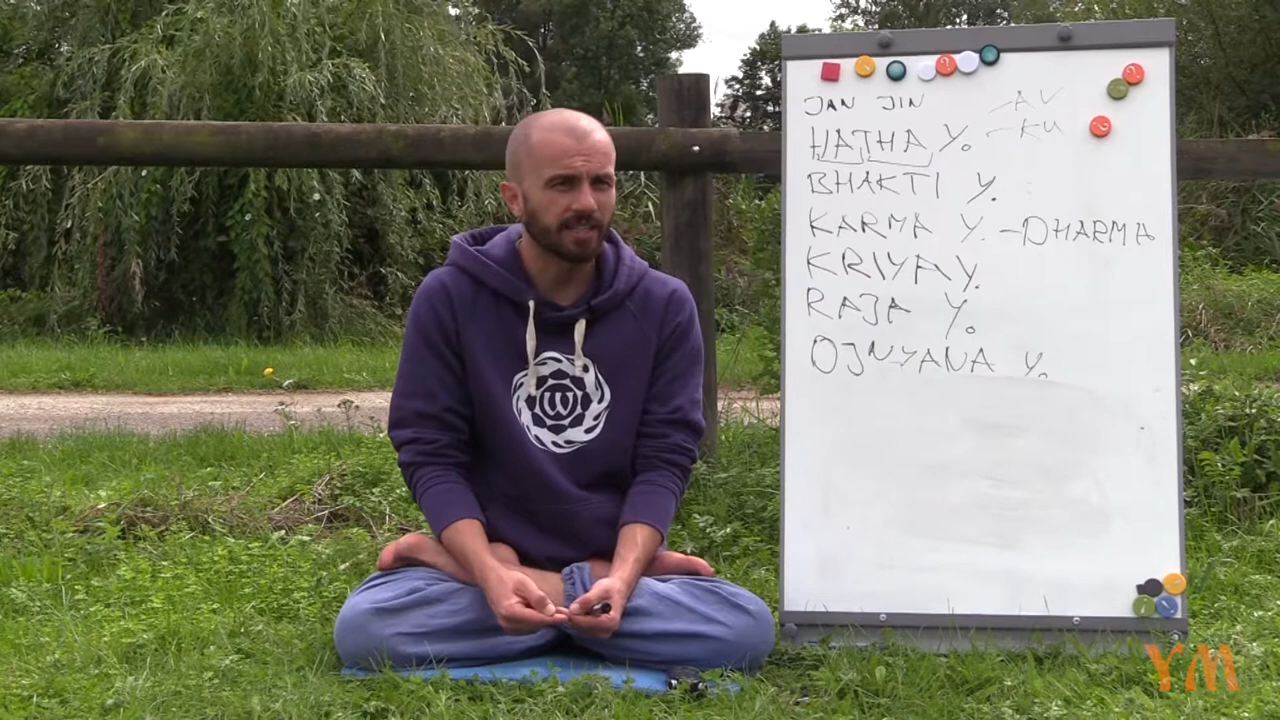 JAN JIN -AV
HATHA Y. -KU
BHAKTI Y.
KARMA Y. -DHARMA
KRIYA Y.
RAJA Y.
OJNYANA Y.
W
YM